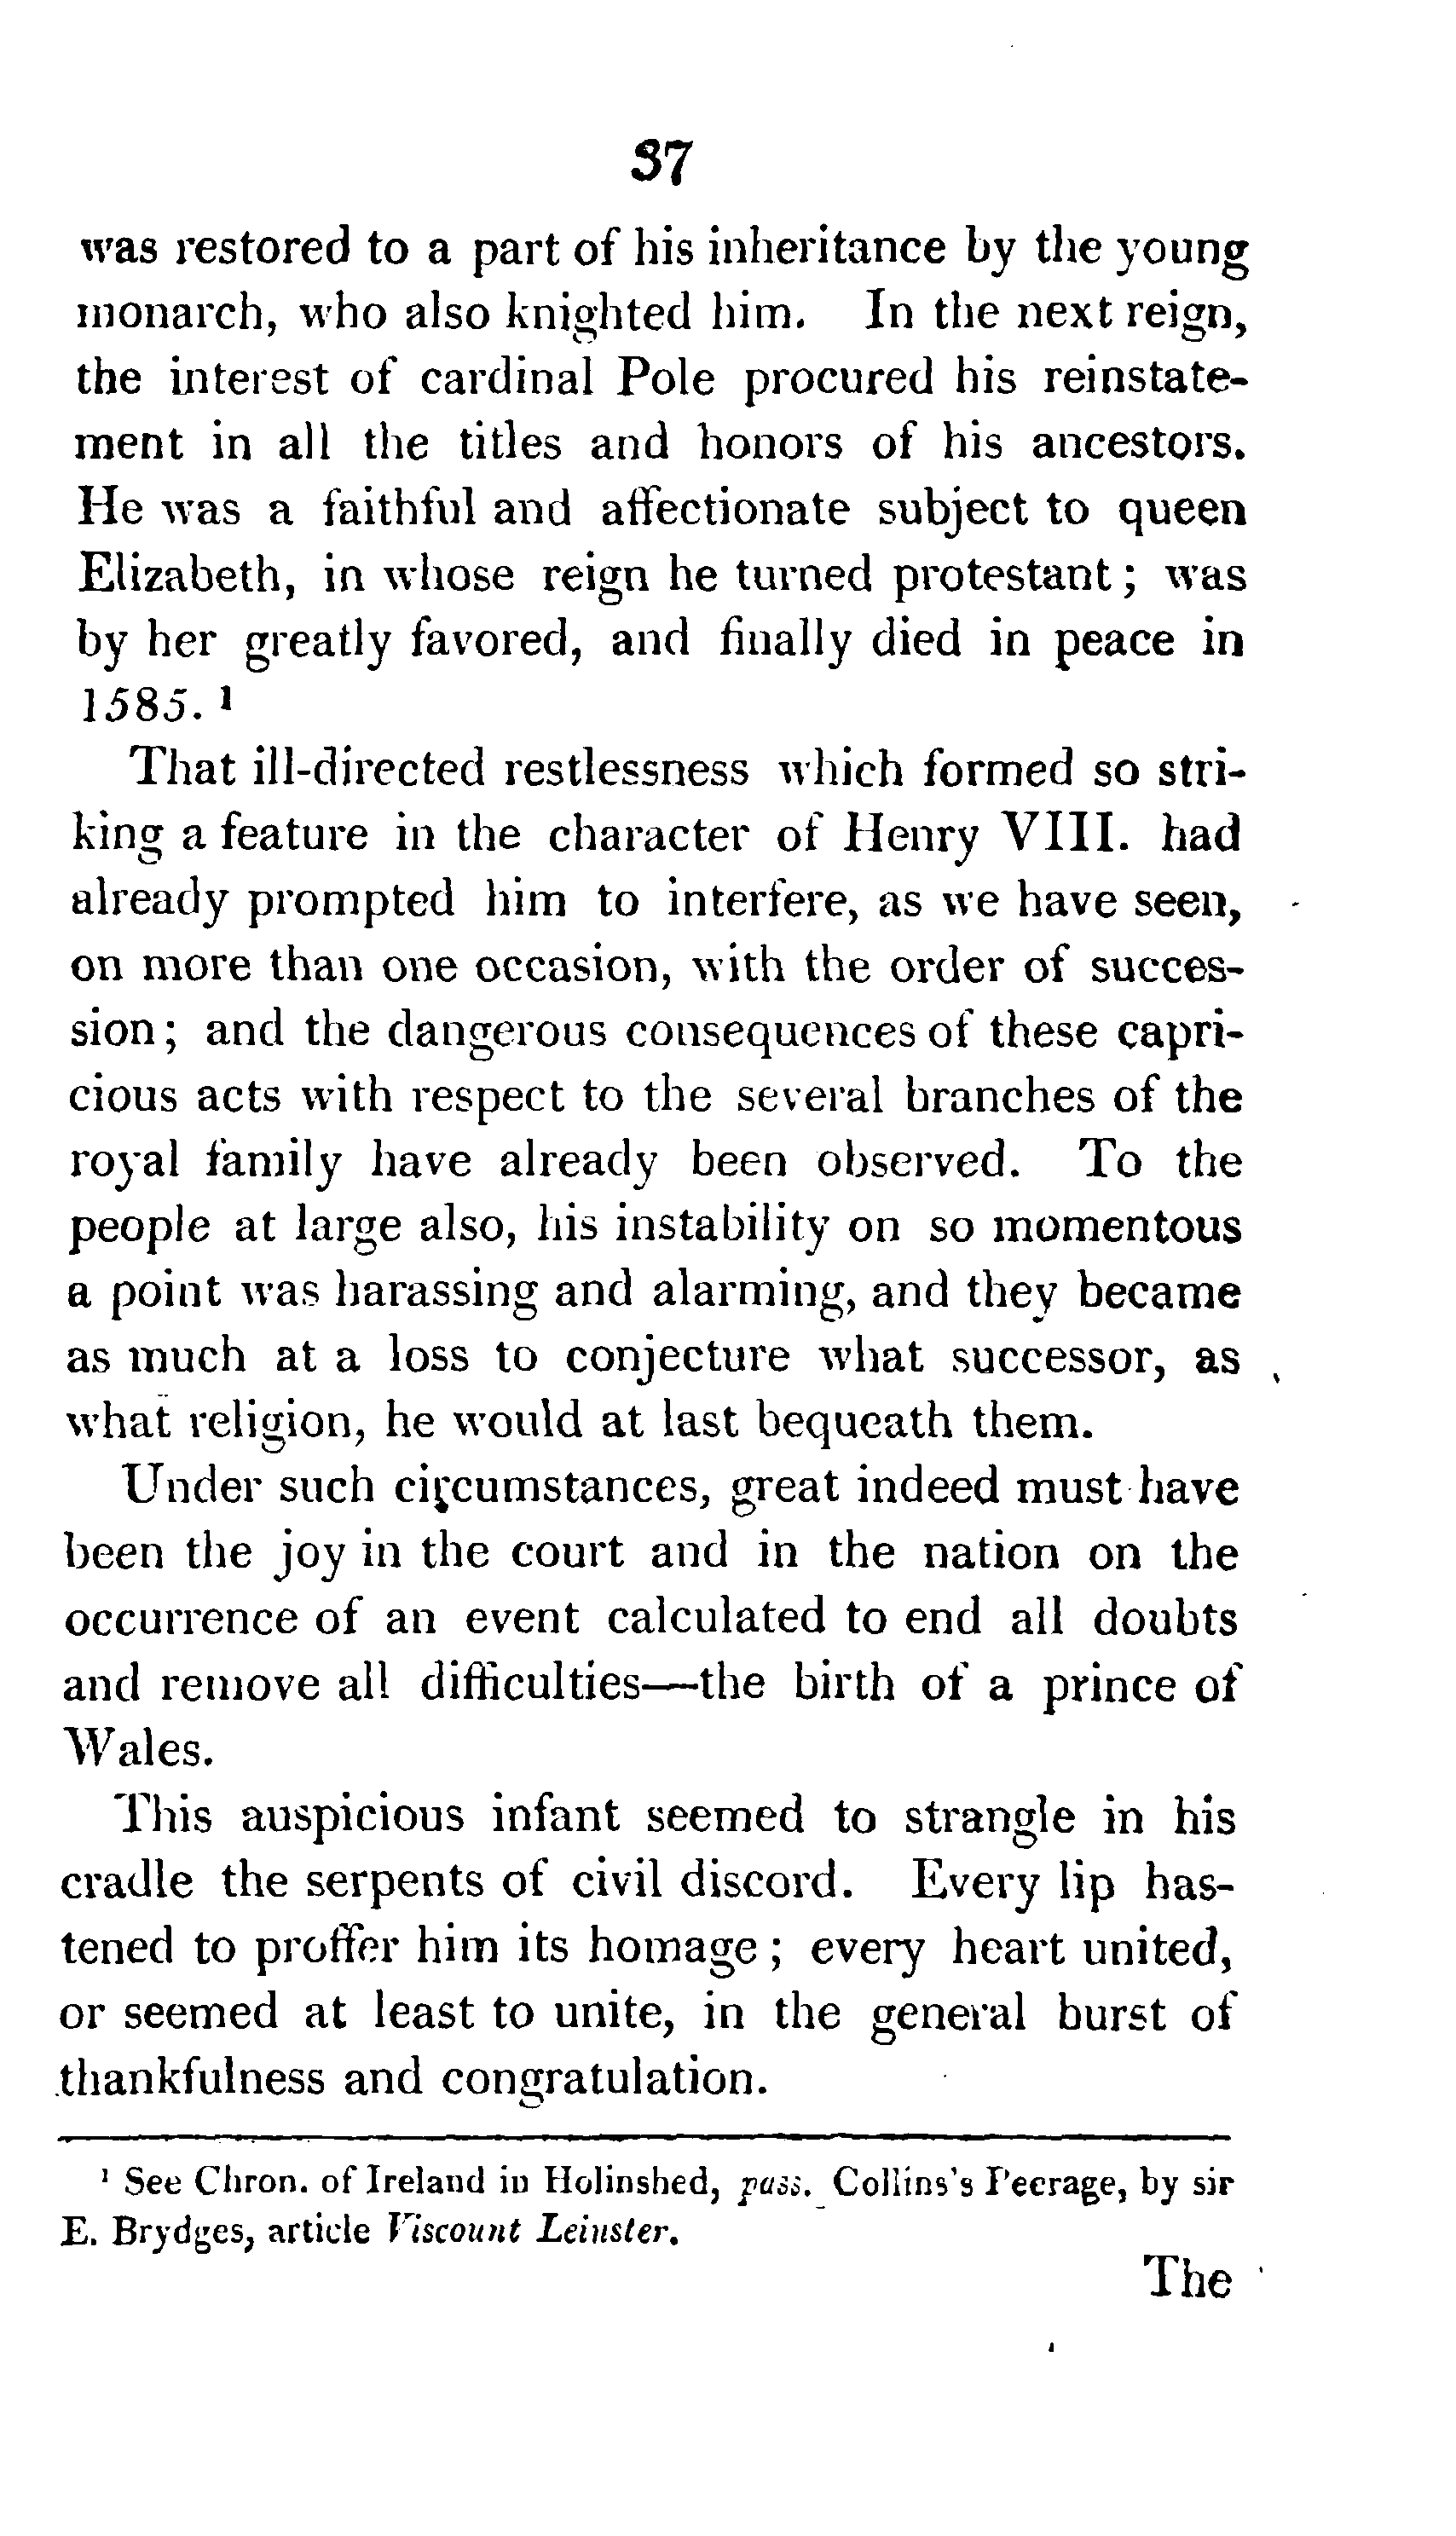 37
was restored to a part of his inheritance by the young
monarch, who also knighted him. In the next reign,
the interest of cardinal Pole procured his reinstate-
ment in all the titles and honors of his ancestors.
He was a faithful and affectionate subject to queen
Elizabeth, in whose reign he turned protestant; was
by her greatly favored, and finally died in peace in
1585. ¹
That ill-directed restlessness which formed so stri-
king a feature in the character of Henry VIII. had
already prompted him to interfere, as we have seen,
on more than one occasion, with the order of succes-
sion; and the dangerous consequences of these capri-
cious acts with respect to the several branches of the
royal family have already been observed. To the
people at large also, his instability on so momentous
a point was harassing and alarming, and they became
as much at a loss to conjecture what successor, as
what religion, he would at last bequeath them.
Under such circumstances, great indeed must have
been the joy in the court and in the nation on the
occurrence of an event calculated to end all doubts
and remove all difficulties—the birth of a prince of
Wales.
This auspicious infant seemed to strangle in his
cradle the serpents of civil discord. Every lip has-
tened to proffer him its homage; every heart united,
or seemed at least to unite, in the general burst of
thankfulness and congratulation.
¹ See Chron. of Ireland in Holinshed, pass. Collins's Peerage, by sir
E. Brydges, article Viscount Leinster.
The